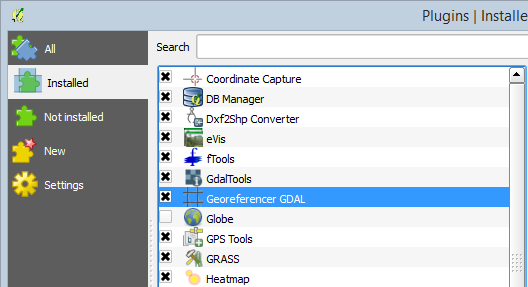 Plugins | Installe
All
Installed
Not installed
New
Settings
Search
Coordinate Capture
DB Manager
Dxf2Shp Converter
eVis
fTools
GdalTools
Georeferencer GDAL
Globe
GPS Tools
GRASS
Heatmap